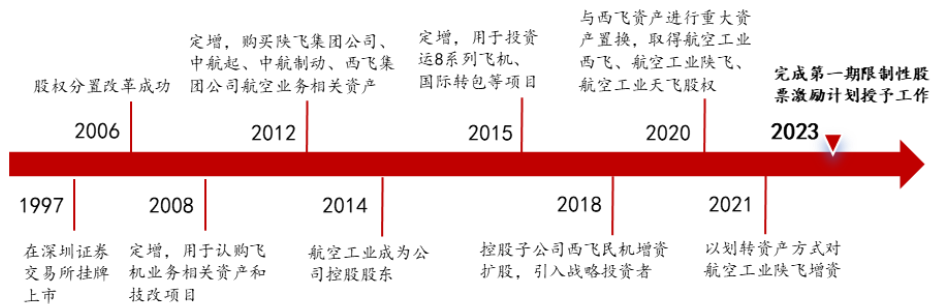 定增，购买陕飞集团公司、
中航起、中航制动、西飞集
团公司航空业务相关资产
定增，用于投资
运8系列飞机、
国际转包等项目
与西飞资产进行重大资
产置换，取得航空工业
西飞、航空工业陕飞、
航空工业天飞股权
完成第一期限制性股
票激励计划授予工作
股权分置改革成功
2006
2012
2015
2020
2023
1997
2008
2014
2018
2021
在深圳证券
交易所挂牌
上市
定增，用于认购飞
机业务相关资产和
技改项目
航空工业成为公
司控股股东
控股子公司西飞民机增资
扩股，引入战略投资者
以划转资产方式对
航空工业陕飞增资